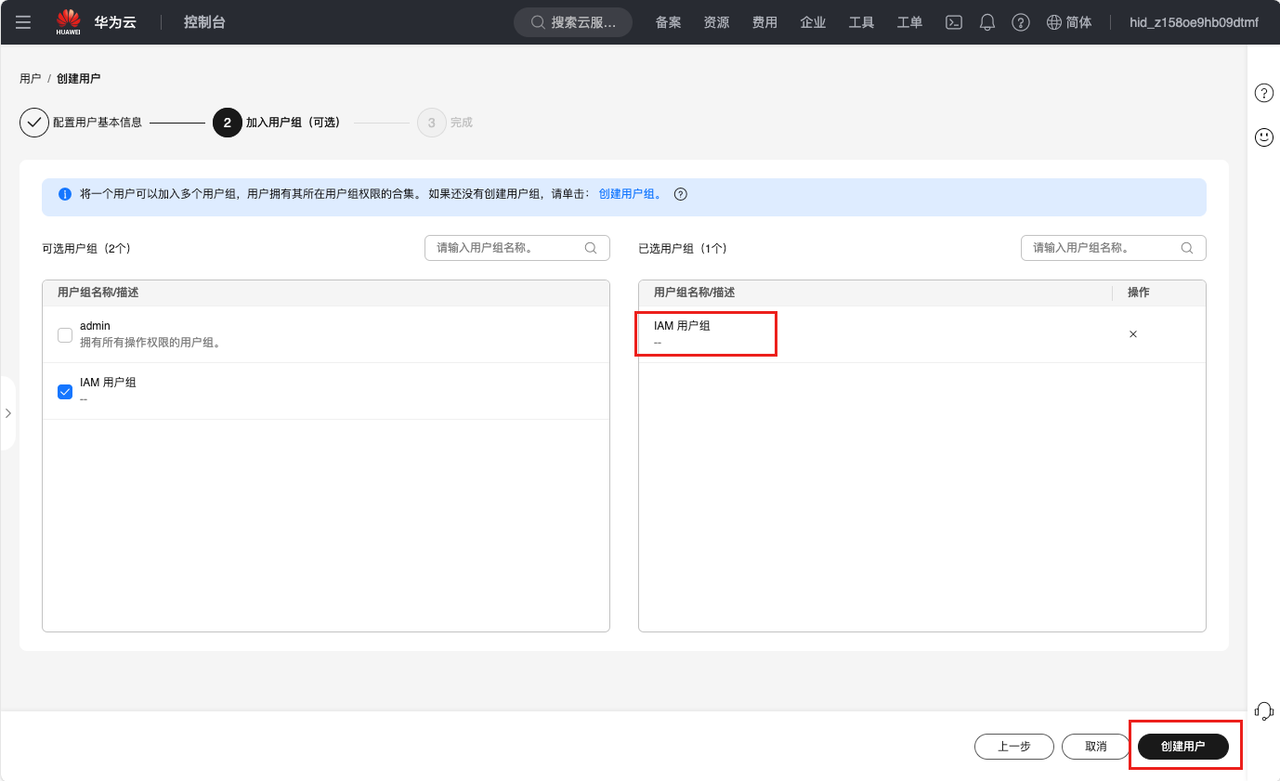 HUAWEI
华为云
控制台
搜索云服...
备案
资源
费用
企业
工具
工单
简体
hid_z158oe9hb09dtmf
用户 / 创建用户
配置用户基本信息
2 加入用户组（可选）
3 完成
将一个用户可以加入多个用户组，用户拥有其所在用户组权限的合集。 如果还没有创建用户组，请单击： 创建用户组。
可选用户组（2个）
请输入用户组名称。
用户组名称/描述
admin
拥有所有操作权限的用户组。
IAM 用户组
--
已选用户组（1个）
请输入用户组名称。
用户组名称/描述
操作
IAM 用户组
--
上一步
取消
创建用户